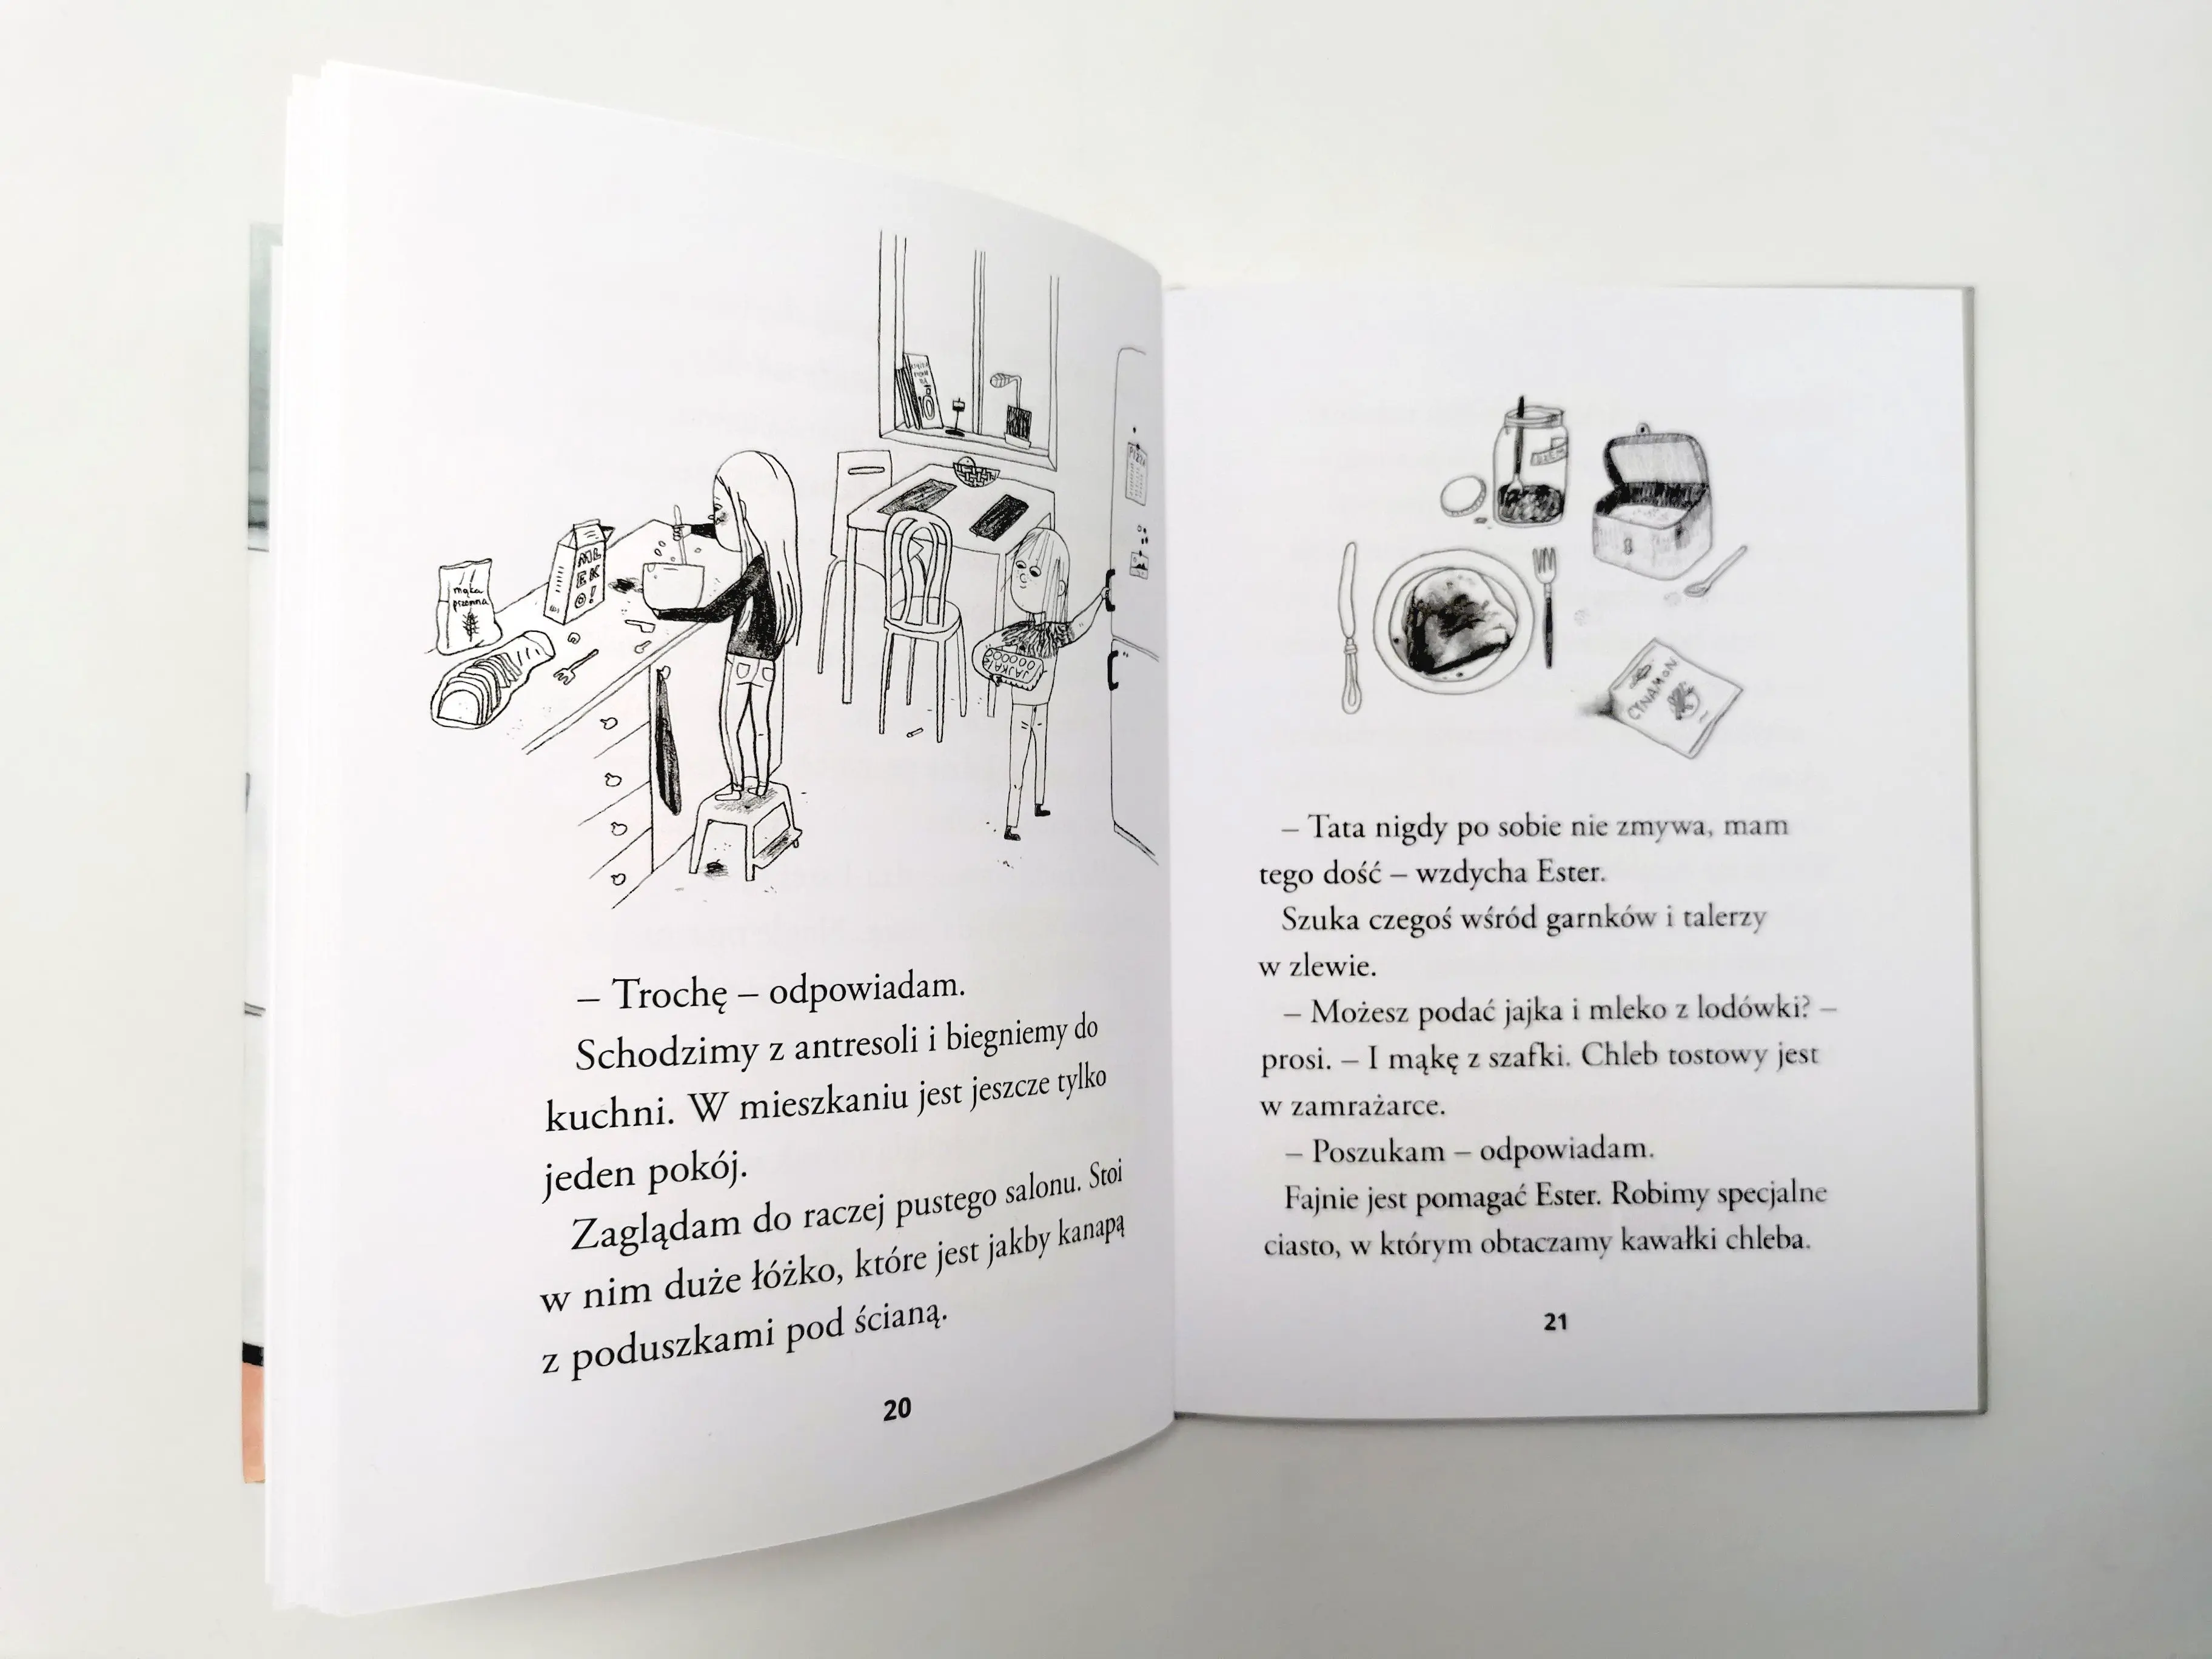 mąka
pszenna
ML
EK
O!
JAJKA
PIZZA
– Trochę – odpowiadam.
Schodzimy z antresoli i biegniemy do
kuchni. W mieszkaniu jest jeszcze tylko
jeden pokój.
Zaglądam do raczej pustego salonu. Stoi
w nim duże łóżko, które jest jakby kanapą
z poduszkami pod ścianą.
20
CYNAMON
– Tata nigdy po sobie nie zmywa, mam
tego dość – wzdycha Ester.
Szuka czegoś wśród garnków i talerzy
w zlewie.
– Możesz podać jajka i mleko z lodówki? –
prosi. – I mąkę z szafki. Chleb tostowy jest
w zamrażarce.
– Poszukam – odpowiadam.
Fajnie jest pomagać Ester. Robimy specjalne
ciasto, w którym obtaczamy kawałki chleba.
21